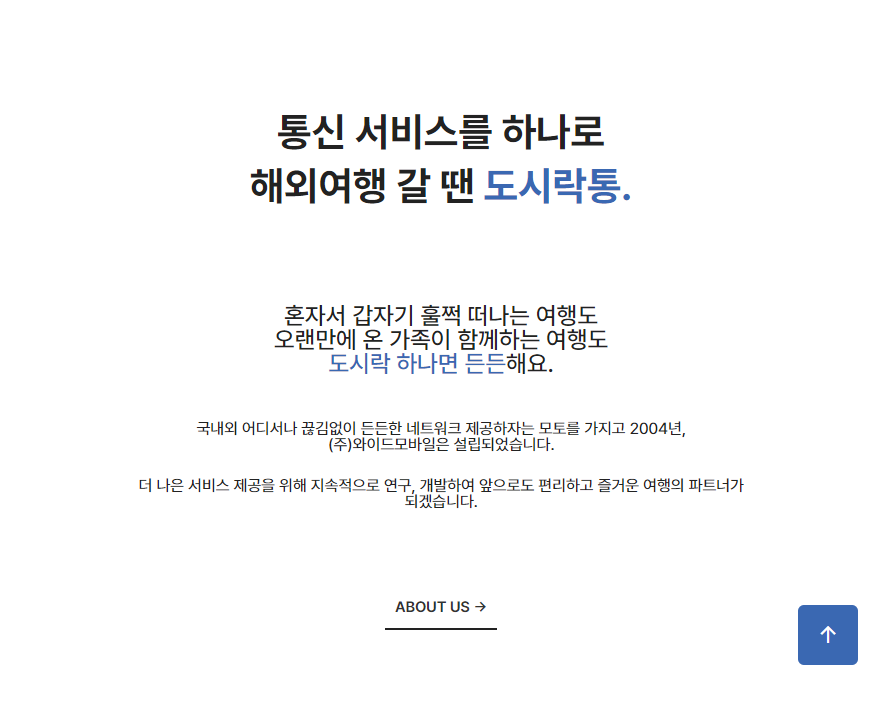 통신 서비스를 하나로
해외여행 갈 땐 도시락통.
혼자서 갑자기 훌쩍 떠나는 여행도
오랜만에 온 가족이 함께하는 여행도
도시락 하나면 든든해요.
국내외 어디서나 끊김없이 든든한 네트워크 제공하자는 모토를 가지고 2004년,
(주)와이드모바일은 설립되었습니다.
더 나은 서비스 제공을 위해 지속적으로 연구, 개발하여 앞으로도 편리하고 즐거운 여행의 파트너가
되겠습니다.
ABOUT US →